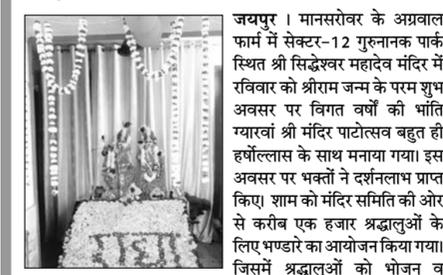 जयपुर । मानसरोवर के अग्रवाल
फार्म में सेक्टर-12 गुरुनानक पार्क
स्थित श्री सिद्धेश्वर महादेव मंदिर में
रविवार को श्रीराम जन्म के परम शुभ
अवसर पर विगत वर्षों की भांति
ग्यारवां श्री मंदिर पाटोत्सव बहुत ही
हर्षोल्लास के साथ मनाया गया। इस
अवसर पर भक्तों ने दर्शनलाभ प्राप्त
किए। शाम को मंदिर समिति की ओर
से करीब एक हजार श्रद्धालुओं के
लिए भण्डारे का आयोजन किया गया।
जिसमें श्रद्धालुओं को भोजन व